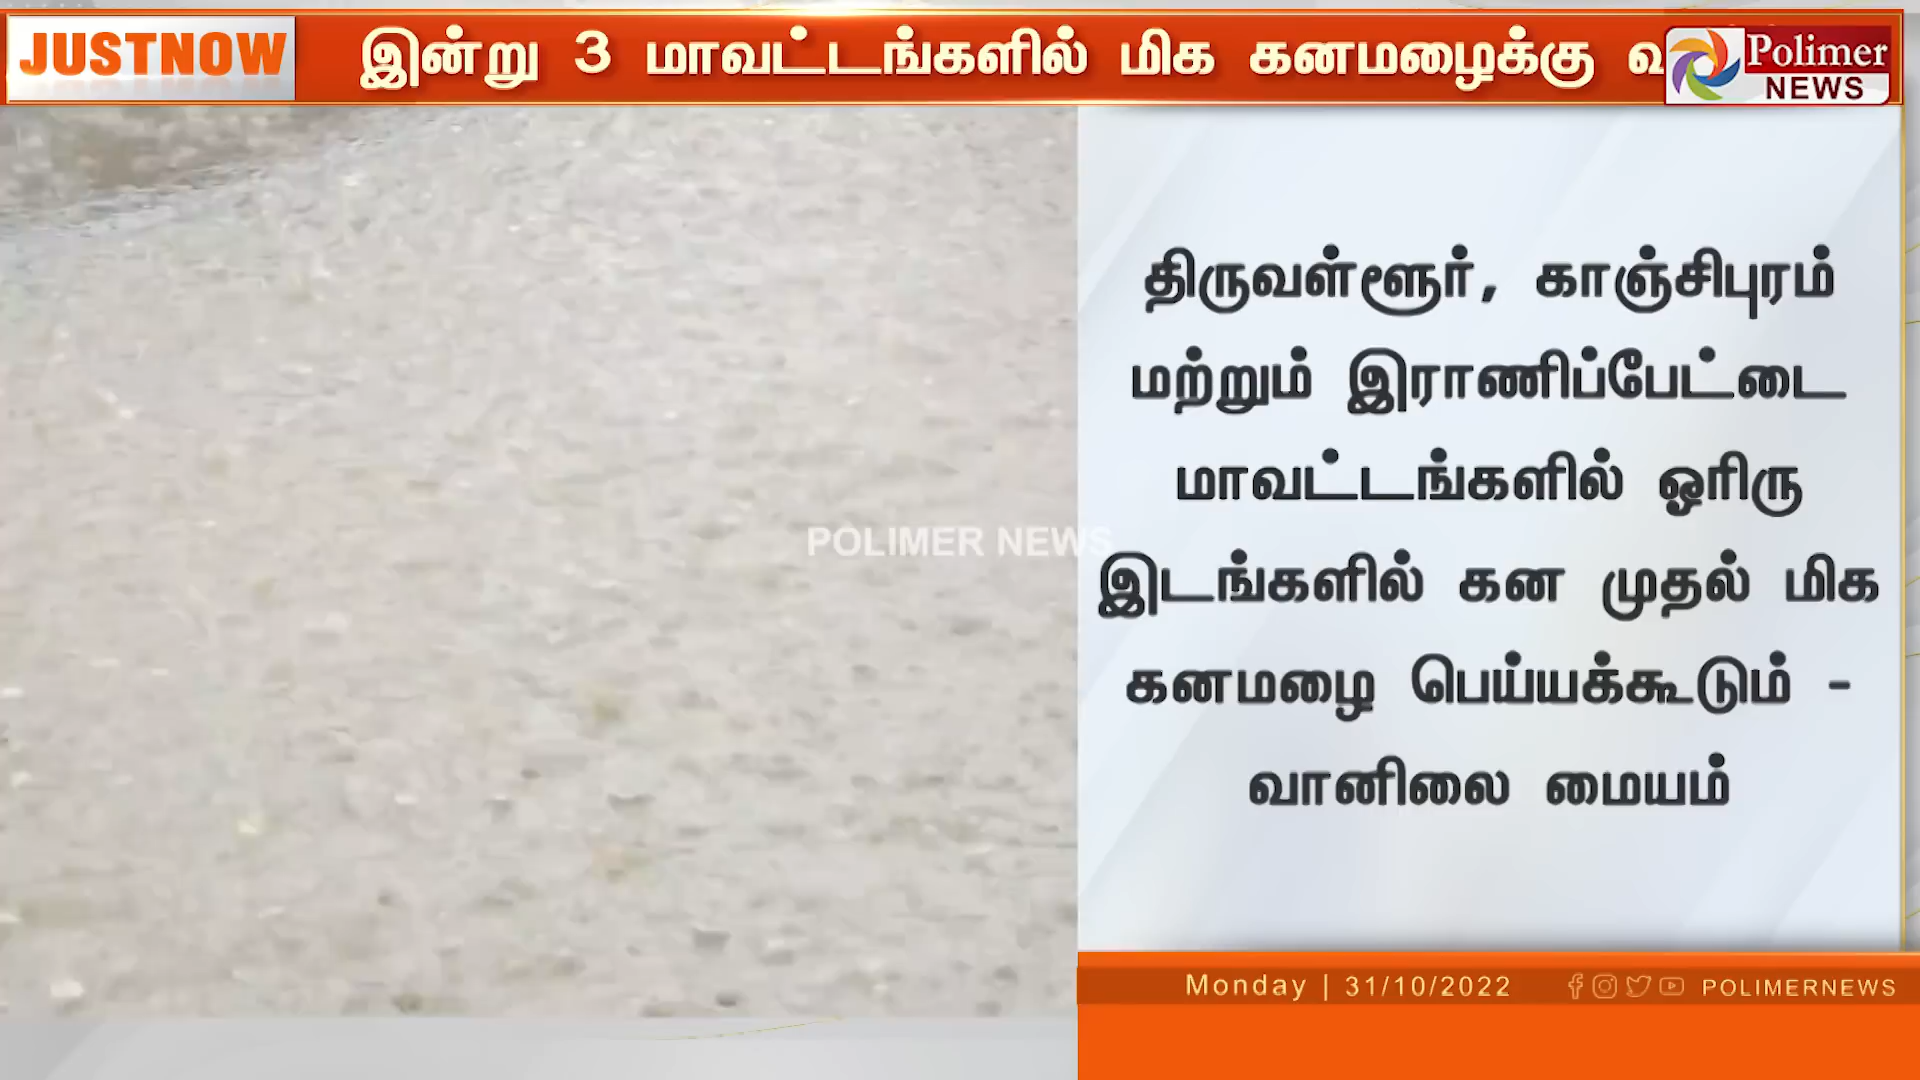 JUSTNOW
இன்று 3 மாவட்டங்களில் மிக கனமழைக்கு
Polimer
NEWS
திருவள்ளூர், காஞ்சிபுரம்
மற்றும் இராணிப்பேட்டை
மாவட்டங்களில் ஓரிரு
இடங்களில் கன முதல் மிக
கனமழை பெய்யக்கூடும் -
வானிலை மையம்
POLIMER NEWS
Monday | 31/10/2022
POLIMERNEWS